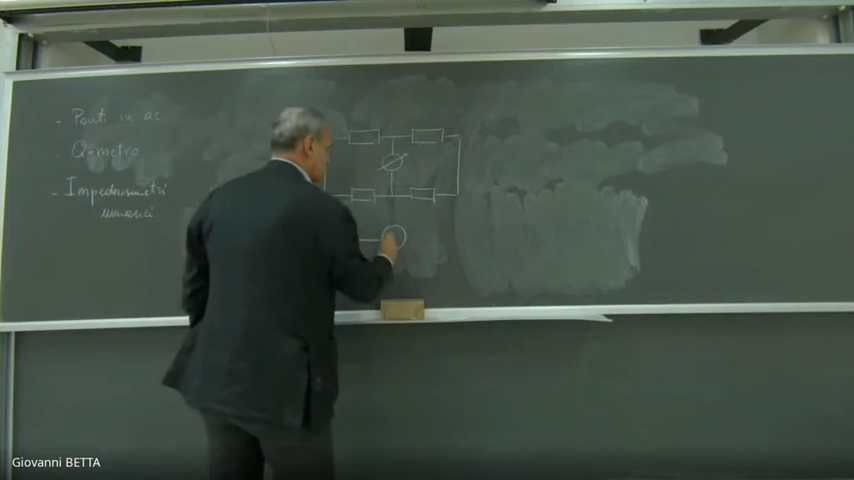 - Ponti in ac
- Q-metro
- Impedenzimetri
numerici
Giovanni BETTA